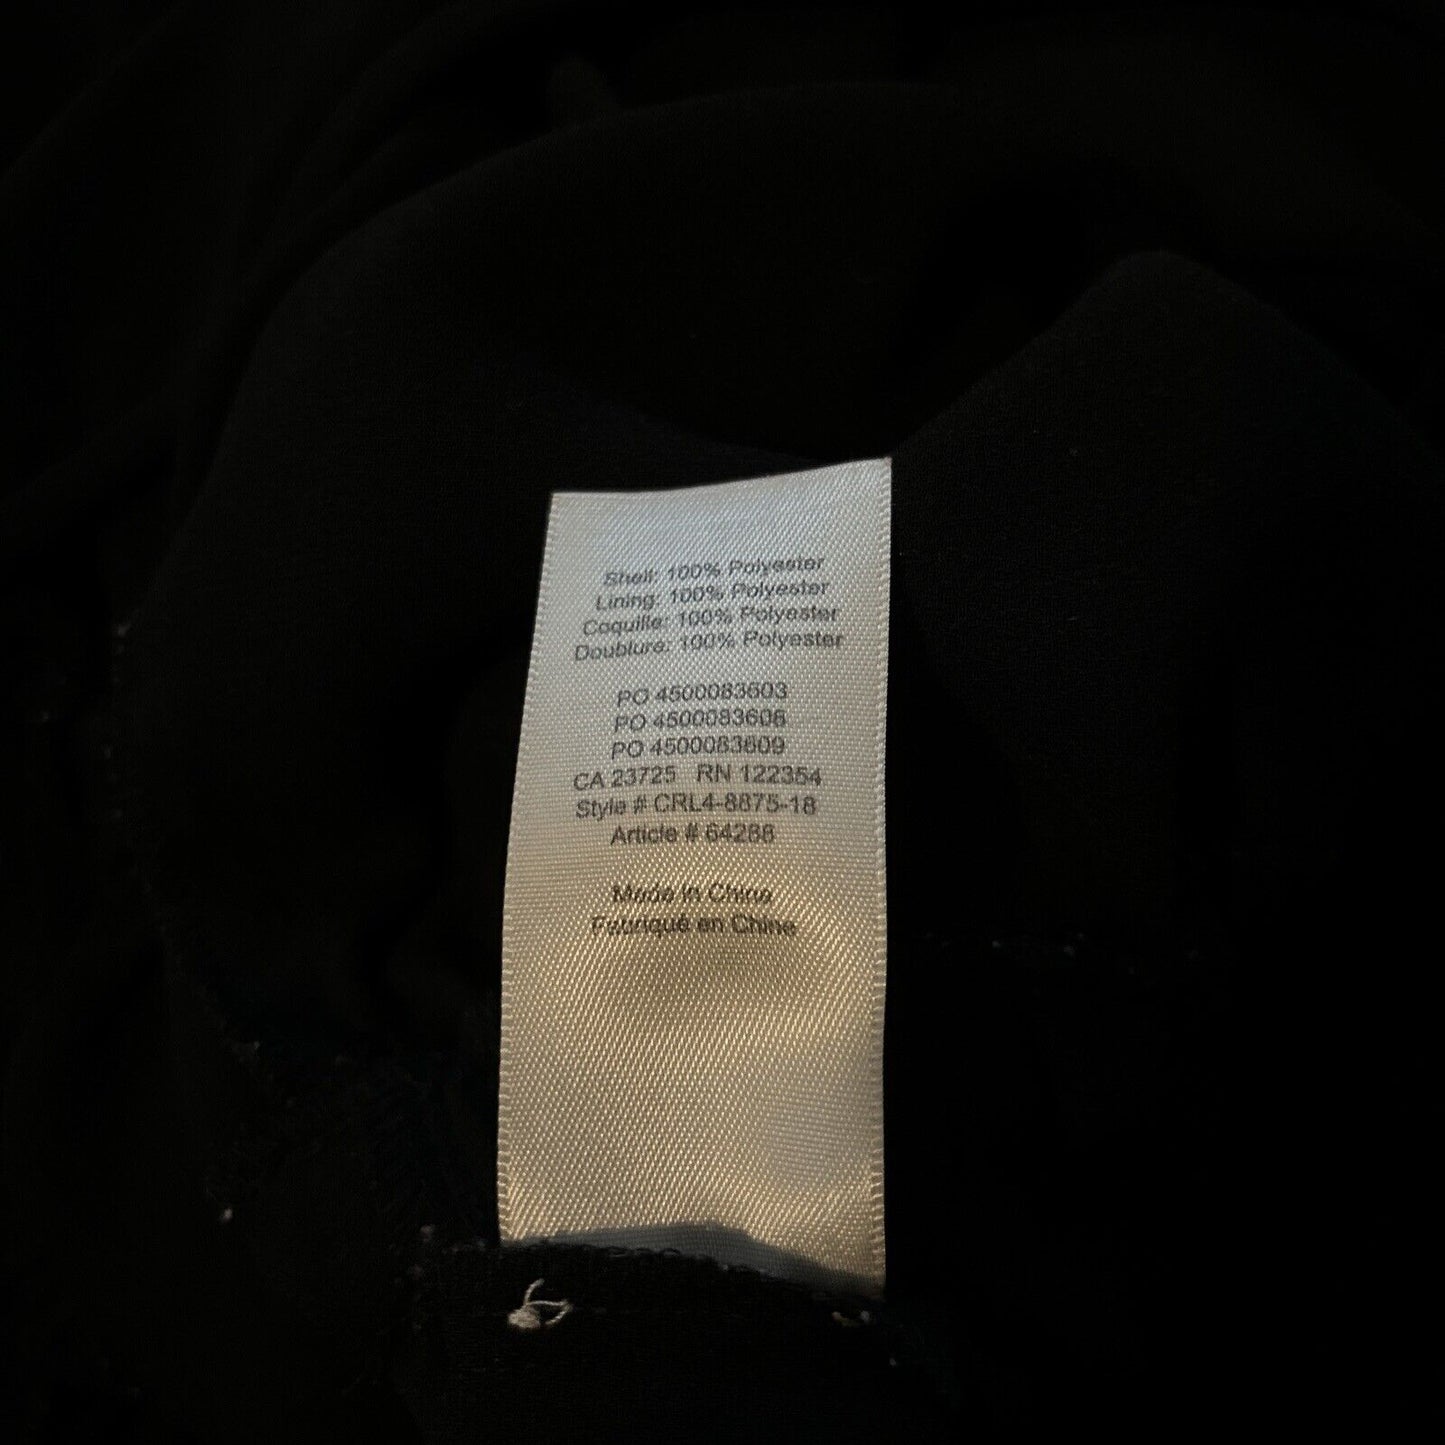 Shell: 100% Polyester
Lining: 100% Polyester
Coquille: 100% Polyester
Doublure: 100% Polyester
PO 4500083603
PO 4500083608
PO 4500083609
CA 23725 RN 122354
Style # CRL4-8875-18
Article # 64288
Made in China
Fabriqué en Chine